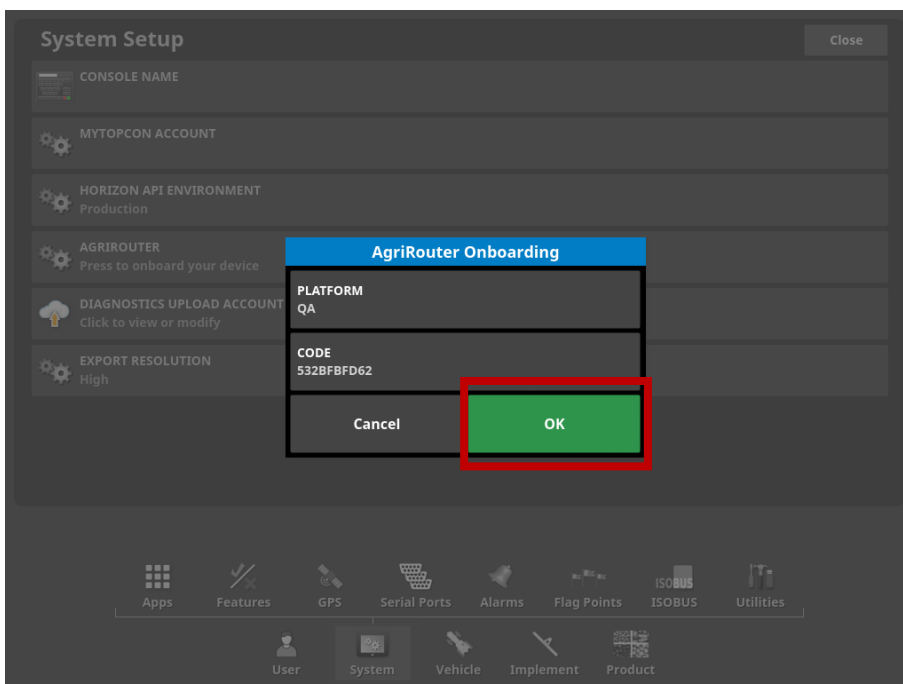 System Setup
Close
CONSOLE NAME
MYTOPCON ACCOUNT
HORIZON API ENVIRONMENT
Production
AGRIROUTER
Press to onboard your device
DIAGNOSTICS UPLOAD ACCOUNT
Click to view or modify
EXPORT RESOLUTION
High
AgriRouter Onboarding
PLATFORM
QA
CODE
532BFBFD62
Cancel OK
Apps Features GPS Serial Ports Alarms Flag Points ISOBUS Utilities
ISOBUS
User System Vehicle Implement Product